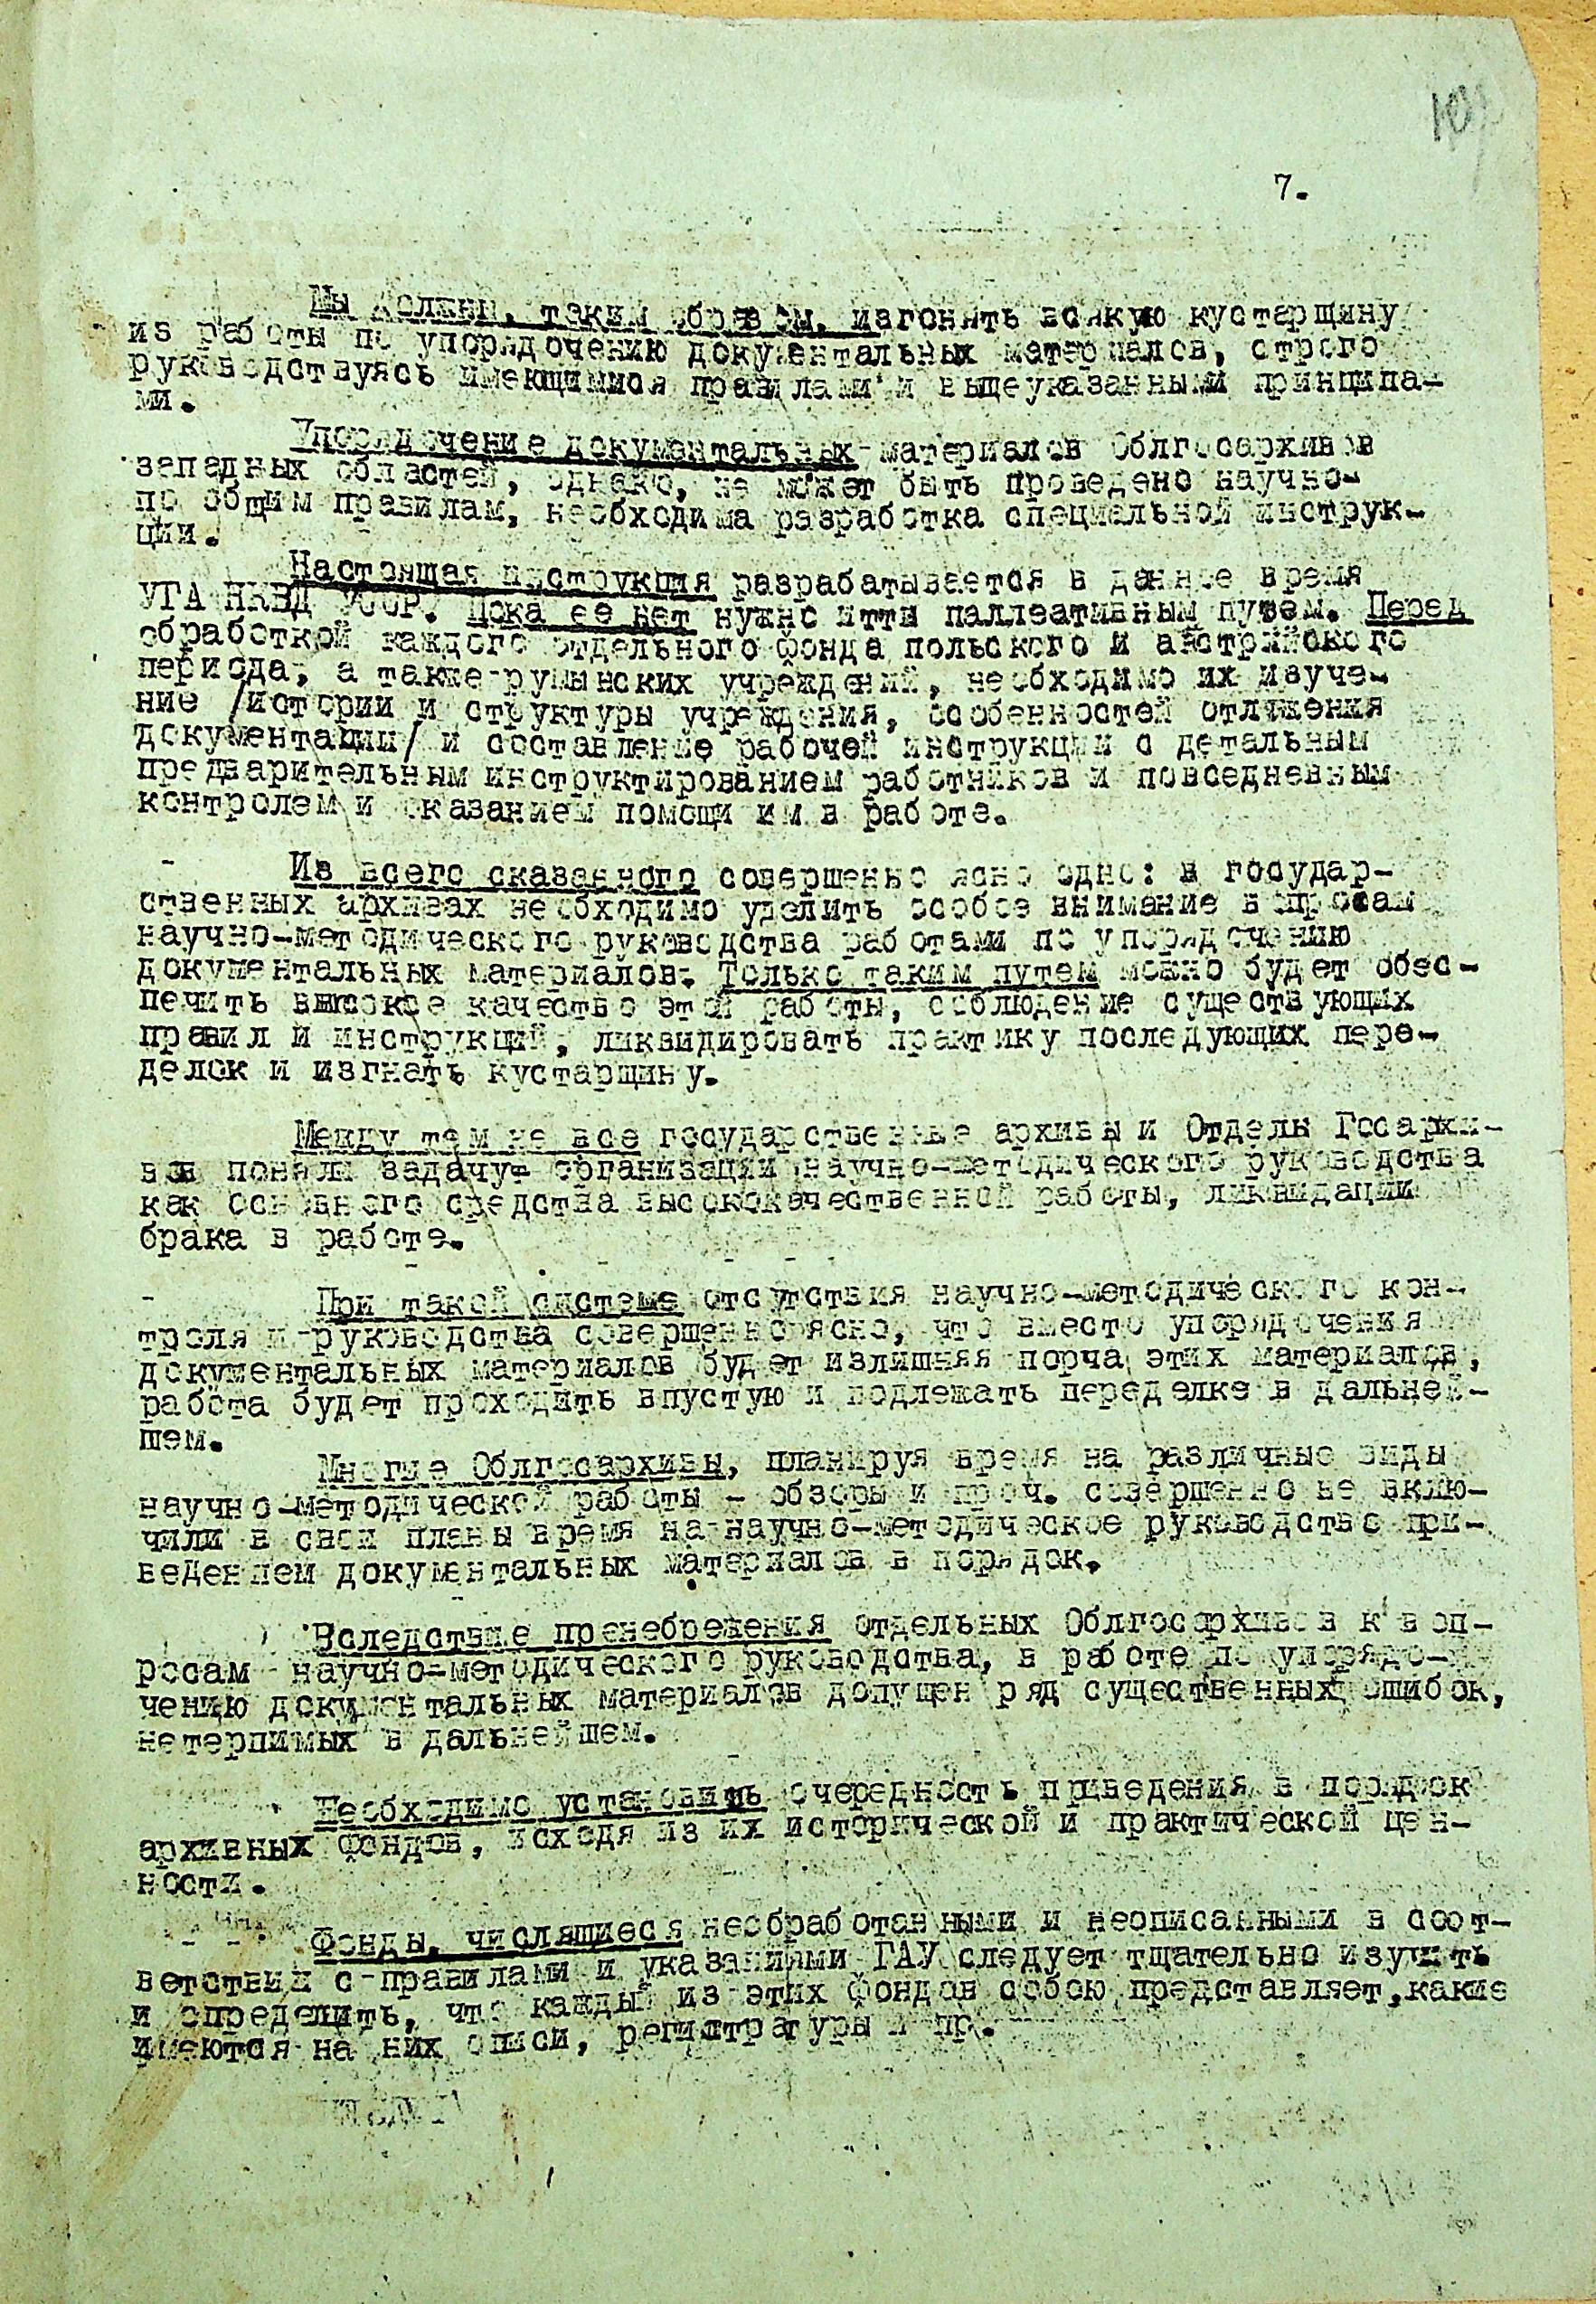 7.
Мы должны, таким образом, изгонять всякую кустарщину
из работы по упорядочению документальных материалов, строго
руководствуясь имеющимися правилами и вышеуказанными принципа-
ми.
Упорядочение документальных материалов Облгосархивов
западных областей, однако, не может быть проведено научно-
по общим правилам, необходима разработка специальной инструк-
ции.
Настоящая инструкция разрабатывается в данное время
УГА НКВД УССР. Пока ее нет нужно итти паллеативным путем. Перед
обработкой каждого отдельного фонда польского и австрийского
периода, а также румынских учреждений, необходимо их изуче-
ние /истории и структуры учреждения, особенностей отложения
документации/ и составление рабочей инструкции с детальным
предварительным инструктированием работников и повседневным
контролем и оказанием помощи им в работе.
Из всего сказанного совершенно ясно одно: в государ-
ственных архивах необходимо уделить особое внимание вопросам
научно-методического руководства работами по упорядочению
документальных материалов. Только таким путем можно будет обес-
печить высокое качество этой работы, соблюдение существующих
правил и инструкций, ликвидировать практику последующих пере-
делок и изгнать кустарщину.
Между тем не все государственные архивы и Отделы Госархи-
вов поняли задачу организации научно-методического руководства
как основного средства высококачественной работы, ликвидации
брака в работе.
При такой системе отсутствия научно-методического кон-
троля и руководства совершенно ясно, что вместо упорядочения
документальных материалов будет излишняя порча этих материалов,
работа будет проходить впустую и подлежать переделке в дальней-
шем.
Многие Облгосархивы, планируя время на различные виды
научно-методической работы - обзоры и проч. совершенно не вклю-
чили в свои планы время на научно-методическое руководство при-
ведением документальных материалов в порядок.
Вследствие пренебрежения отдельных Облгосархивов к воп-
росам научно-методического руководства, в работе по упорядо-
чению документальных материалов допущен ряд существенных ошибок,
нетерпимых в дальнейшем.
Необходимо установить очередность приведения в порядок
архивных фондов, исходя из их исторической и практической цен-
ности.
Фонды, числящиеся необработанными и неописанными в соот-
ветствии с правилами и указаниями ГАУ следует тщательно изучить
и определить, что каждый из этих фондов собою представляет, какие
имеются на них описи, регистратуры и пр.